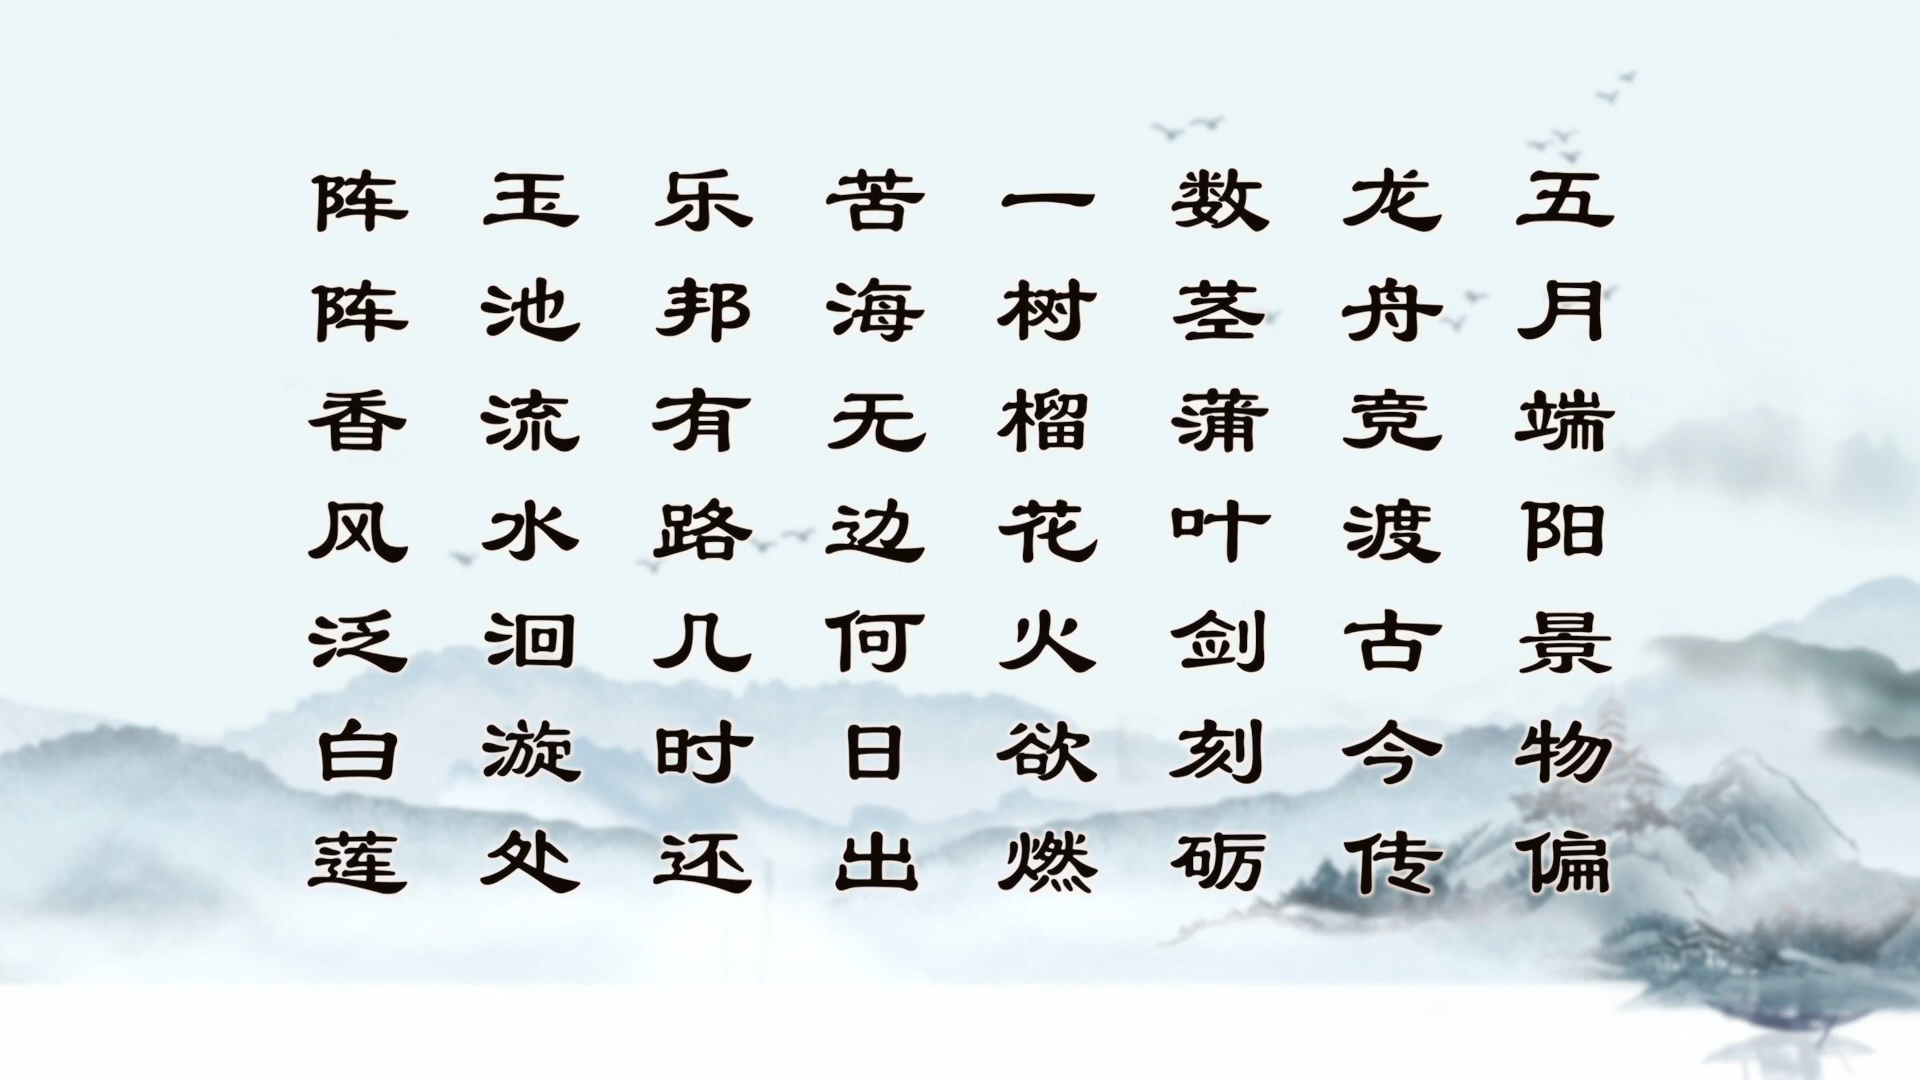 五月端阳景物偏
龙舟竞渡古今传
数茎蒲叶剑刻砺
一树榴花火欲燃
苦海无边何日出
乐邦有路几时还
玉池流水洄漩处
阵阵香风泛白莲